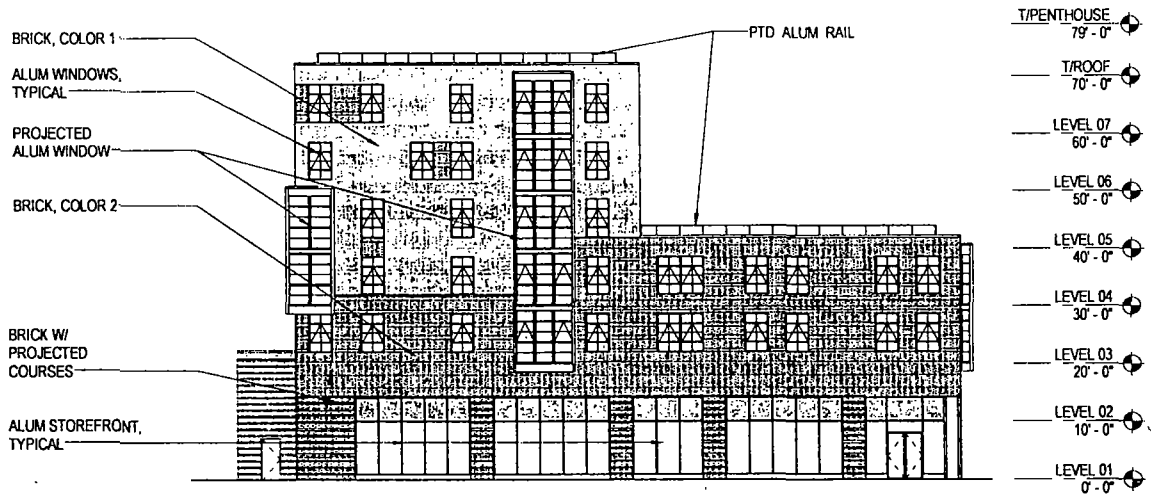 BRICK, COLOR 1
ALUM WINDOWS,
TYPICAL
PROJECTED
ALUM WINDOW
BRICK, COLOR 2
BRICK W/
PROJECTED
COURSES
ALUM STOREFRONT,
TYPICAL
PTD ALUM RAIL
T/PENTHOUSE
79' - 0"
T/ROOF
70' - 0"
LEVEL 07
60' - 0"
LEVEL 06
50' - 0"
LEVEL 05
40' - 0"
LEVEL 04
30' - 0"
LEVEL 03
20' - 0"
LEVEL 02
10' - 0"
LEVEL 01
0' - 0"